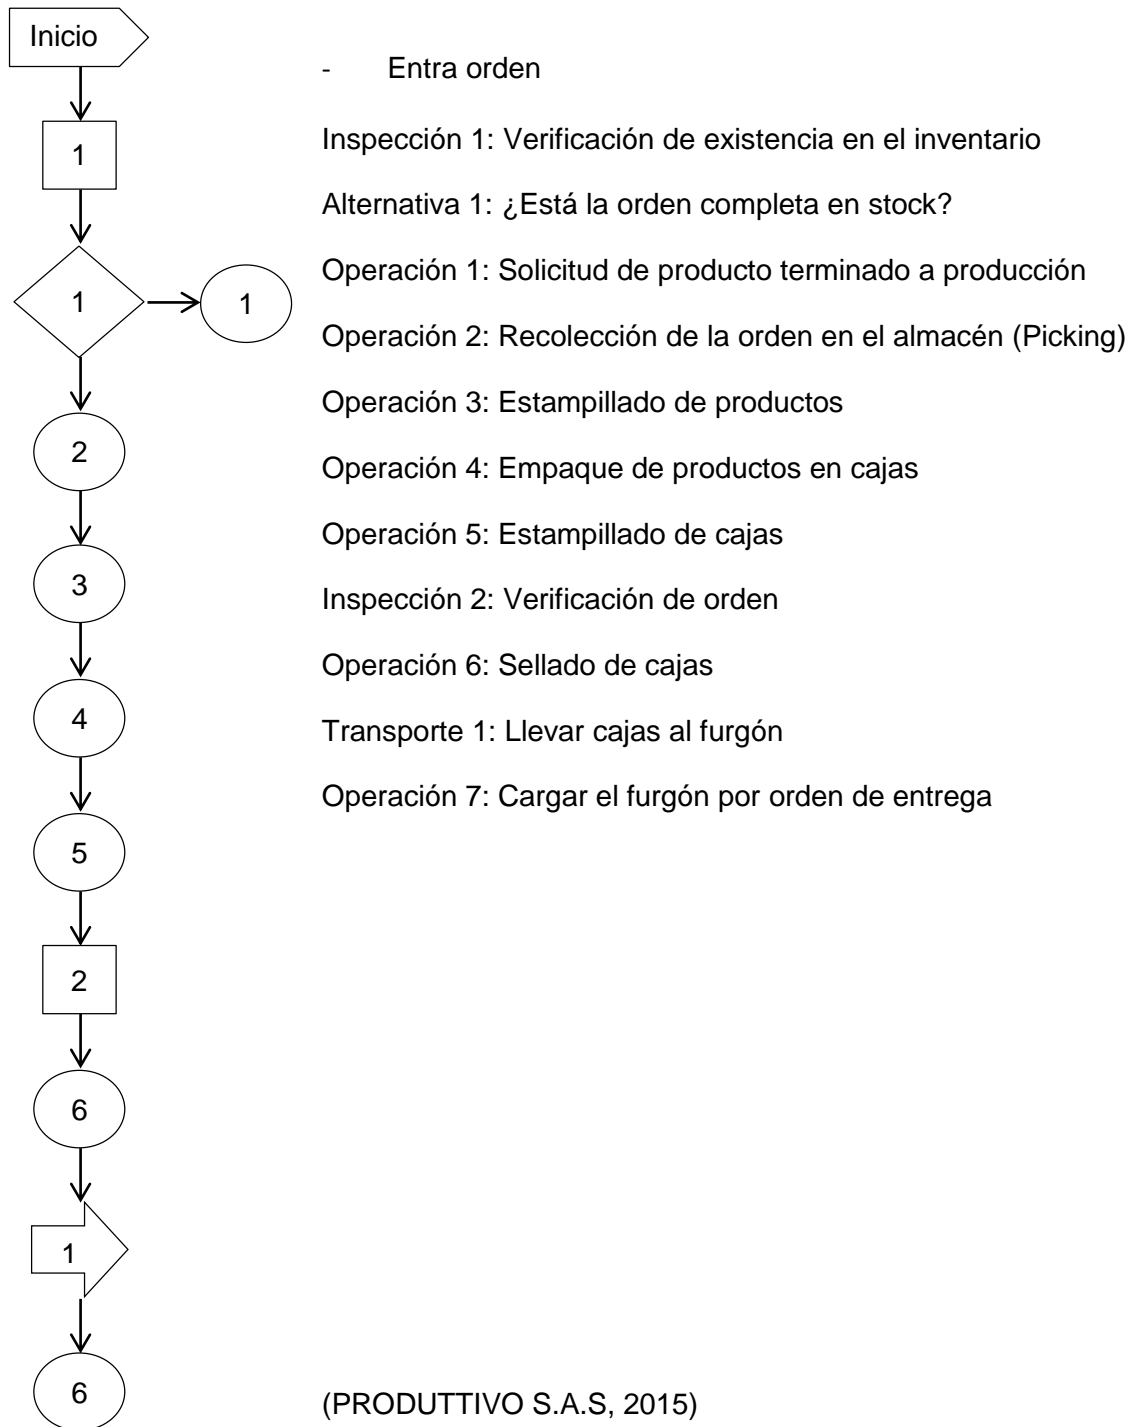 Inicio
- Entra orden
1
Inspección 1: Verificación de existencia en el inventario
Alternativa 1: ¿Está la orden completa en stock?
1
1
Operación 1: Solicitud de producto terminado a producción
Operación 2: Recolección de la orden en el almacén (Picking)
Operación 3: Estampillado de productos
2
Operación 4: Empaque de productos en cajas
Operación 5: Estampillado de cajas
3
Inspección 2: Verificación de orden
Operación 6: Sellado de cajas
4
Transporte 1: Llevar cajas al furgón
Operación 7: Cargar el furgón por orden de entrega
5
2
6
1
6
(PRODUTTIVO S.A.S, 2015)